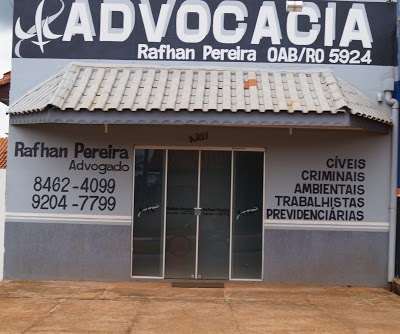 ADVOCACIA
Rafhan Pereira OAB/RO 5924
Rafhan Pereira
Advogado
8462-4099
9204-7799
CÍVEIS
CRIMINAIS
AMBIENTAIS
TRABALHISTAS
PREVIDENCIÁRIAS